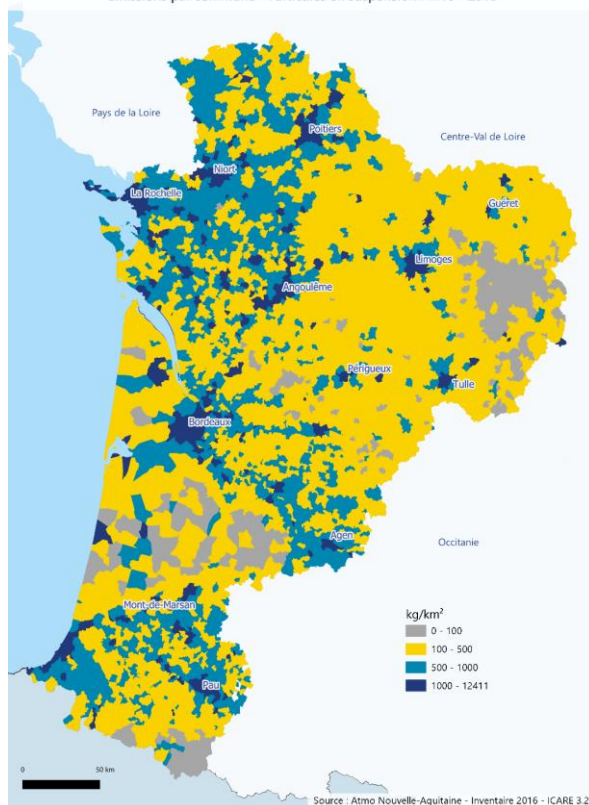 Pays de la Loire
Poitiers
Centre-Val de Loire
Niort
La Rochelle
Guéret
Limoges
Angoulême
Périgueux
Tulle
Bordeaux
Agen
Occitanie
Mont-de-Marsan
Pau
kg/km²
0 - 100
100 - 500
500 - 1000
1000 - 12411
0 50 km
Source : Atmo Nouvelle-Aquitaine - Inventaire 2016 - ICARE 3.2